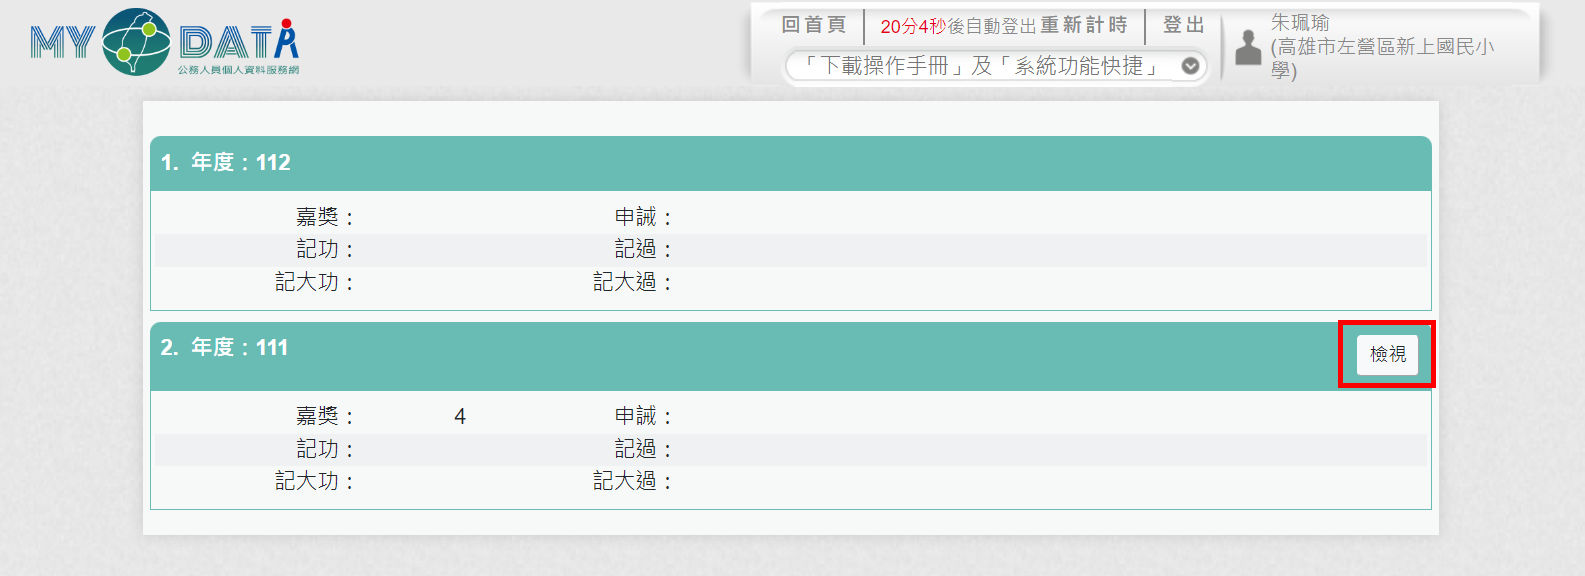 MY DATA
公務人員個人資料服務網
回首頁 20分4秒後自動登出 重新計時 登出
「下載操作手冊」及「系統功能快捷」
朱珮瑜
(高雄市左營區新上國民小
學)
1. 年度：112
嘉獎： 申誡：
記功： 記過：
記大功： 記大過：
2. 年度：111 檢視
嘉獎： 4 申誡：
記功： 記過：
記大功： 記大過：